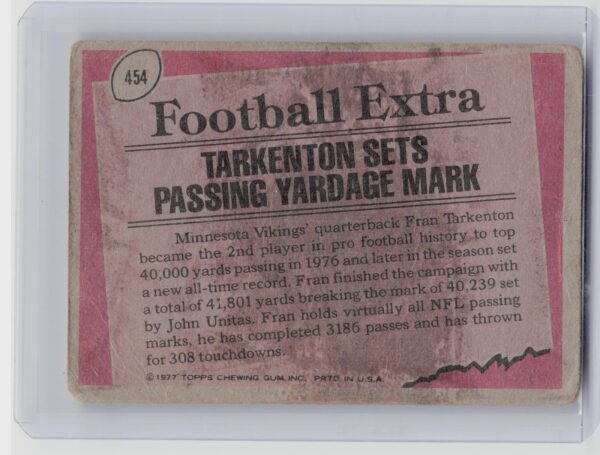 454
Football Extra
TARKENTON SETS
PASSING YARDAGE MARK
Minnesota Vikings' quarterback Fran Tarkenton
became the 2nd player in pro football history to top
40,000 yards passing in 1976 and later in the season set
a new all-time record. Fran finished the campaign with
a total of 41,801 yards breaking the mark of 40,239 set
by John Unitas. Fran holds virtually all NFL passing
marks, he has completed 3186 passes and has thrown
for 308 touchdowns.
©1977 TOPPS CHEWING GUM, INC. PRTD. IN U.S.A.